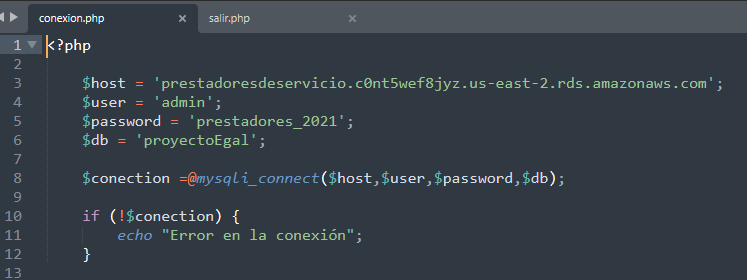 conexion.php × salir.php ×
1 <?php
2
3 $host = 'prestadoresdeservicio.c0nt5wef8jyz.us-east-2.rds.amazonaws.com';
4 $user = 'admin';
5 $password = 'prestadores_2021';
6 $db = 'proyectoEgal';
7
8 $conection =@mysqli_connect($host,$user,$password,$db);
9
10 if (!$conection) {
11 echo "Error en la conexión";
12 }
13